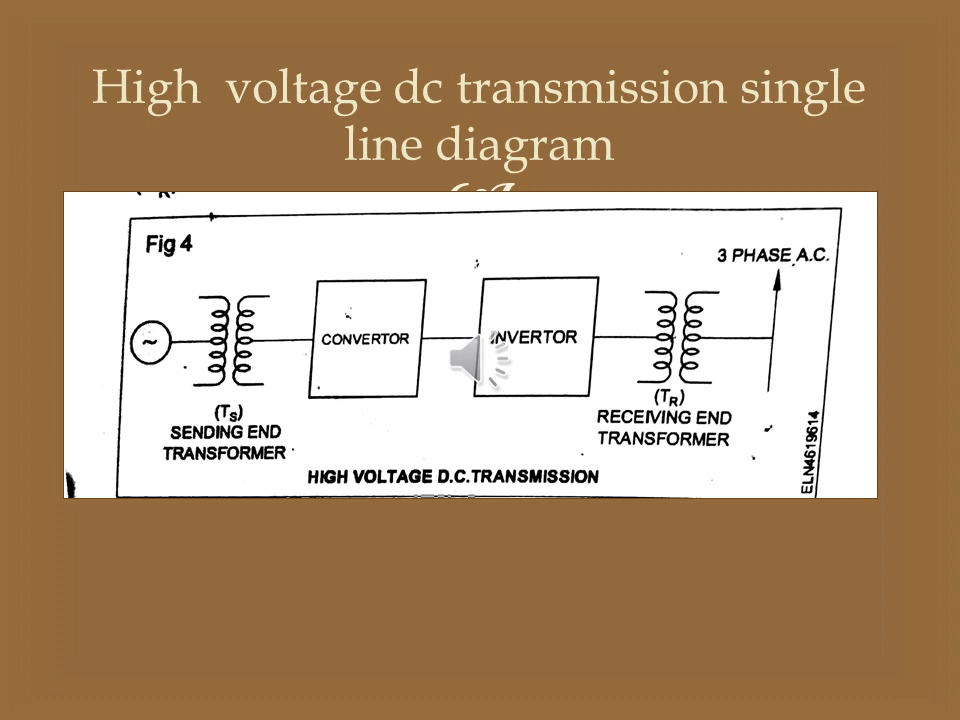 High voltage dc transmission single
line diagram
Fig 4
3 PHASE A.C.
~
CONVERTOR
INVERTOR
(TS)
SENDING END
TRANSFORMER
(TR)
RECEIVING END
TRANSFORMER
HIGH VOLTAGE D.C.TRANSMISSION
ELN4619614